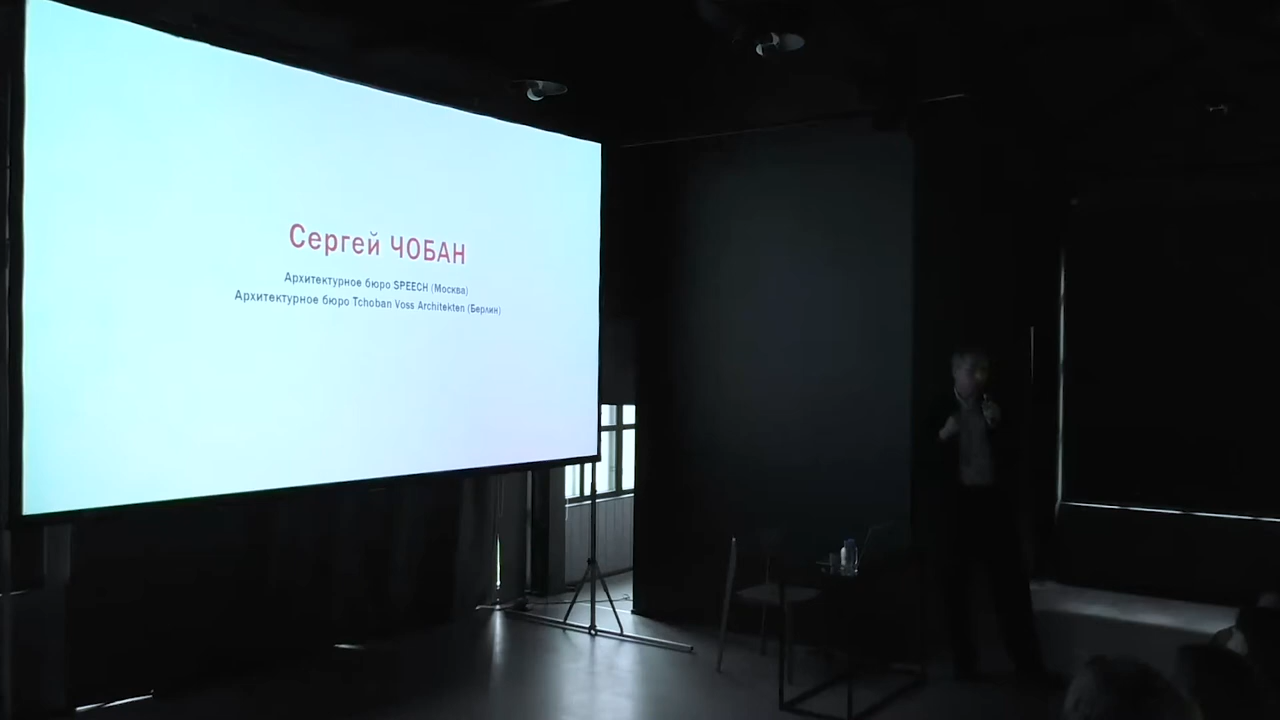 Сергей ЧОБАН
Архитектурное бюро SPEECH (Москва)
Архитектурное бюро Tchoban Voss Architekten (Берлин)